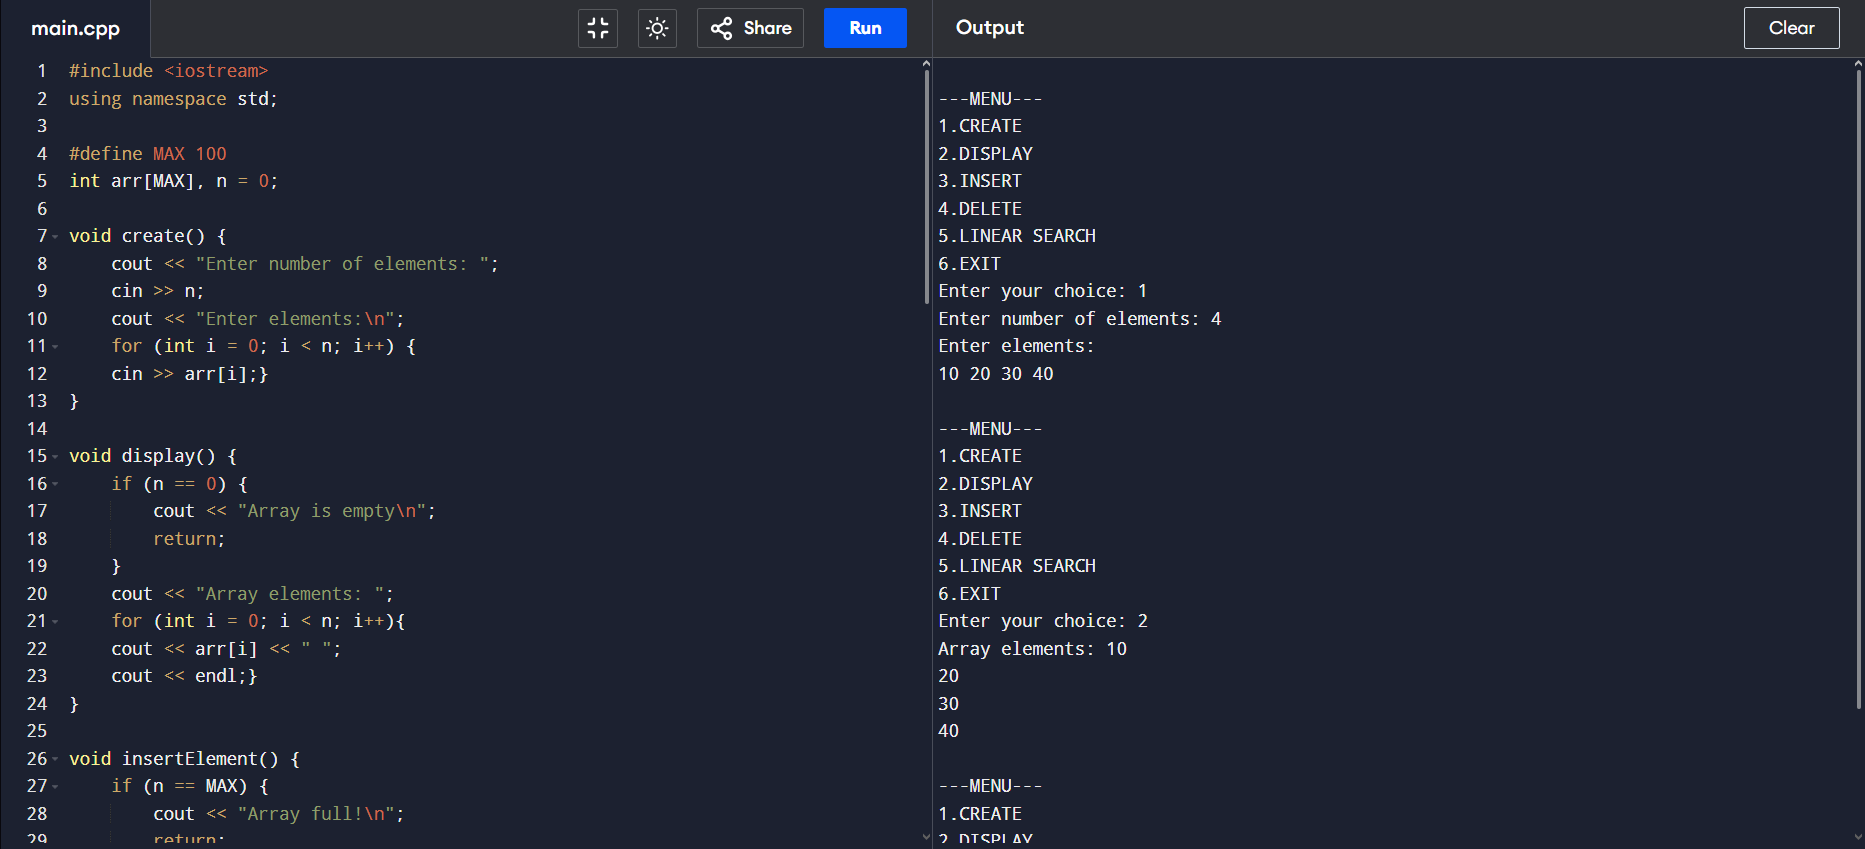 main.cpp Share Run Output Clear
1 #include <iostream>
2 using namespace std;
3
4 #define MAX 100
5 int arr[MAX], n = 0;
6
7 void create() {
8     cout << "Enter number of elements: ";
9     cin >> n;
10     cout << "Enter elements:\n";
11     for (int i = 0; i < n; i++) {
12     cin >> arr[i];}
13 }
14
15 void display() {
16     if (n == 0) {
17         cout << "Array is empty\n";
18         return;
19     }
20     cout << "Array elements: ";
21     for (int i = 0; i < n; i++){
22     cout << arr[i] << " ";
23     cout << endl;}
24 }
25
26 void insertElement() {
27     if (n == MAX) {
28         cout << "Array full!\n";
29         return;
---MENU---
1.CREATE
2.DISPLAY
3.INSERT
4.DELETE
5.LINEAR SEARCH
6.EXIT
Enter your choice: 1
Enter number of elements: 4
Enter elements:
10 20 30 40
---MENU---
1.CREATE
2.DISPLAY
3.INSERT
4.DELETE
5.LINEAR SEARCH
6.EXIT
Enter your choice: 2
Array elements: 10
20
30
40
---MENU---
1.CREATE
2.DISPLAY